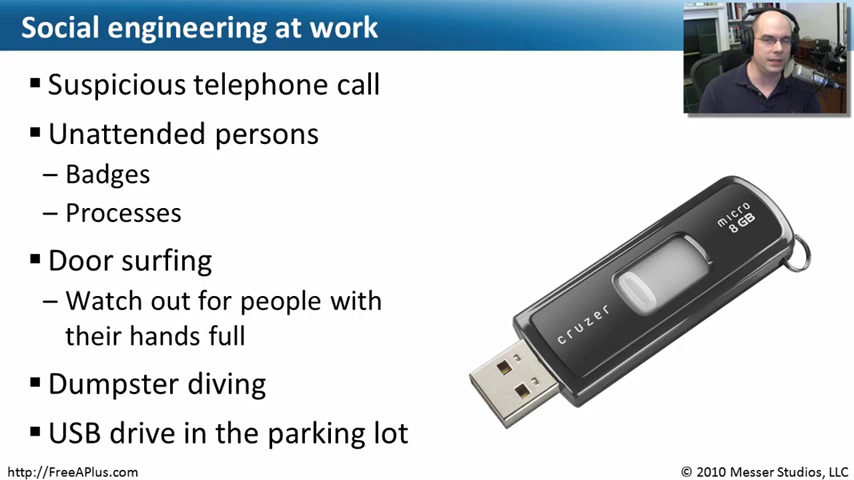 Social engineering at work
▪ Suspicious telephone call
▪ Unattended persons
– Badges
– Processes
▪ Door surfing
– Watch out for people with
their hands full
▪ Dumpster diving
▪ USB drive in the parking lot
micro
8 GB
cruzer
http://FreeAPlus.com
© 2010 Messer Studios, LLC